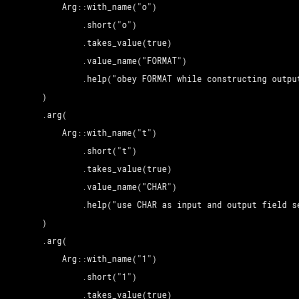 Arg::with_name("o")
.short("o")
.takes_value(true)
.value_name("FORMAT")
.help("obey FORMAT while constructing output
)
.arg(
Arg::with_name("t")
.short("t")
.takes_value(true)
.value_name("CHAR")
.help("use CHAR as input and output field se
)
.arg(
Arg::with_name("1")
.short("1")
.takes_value(true)